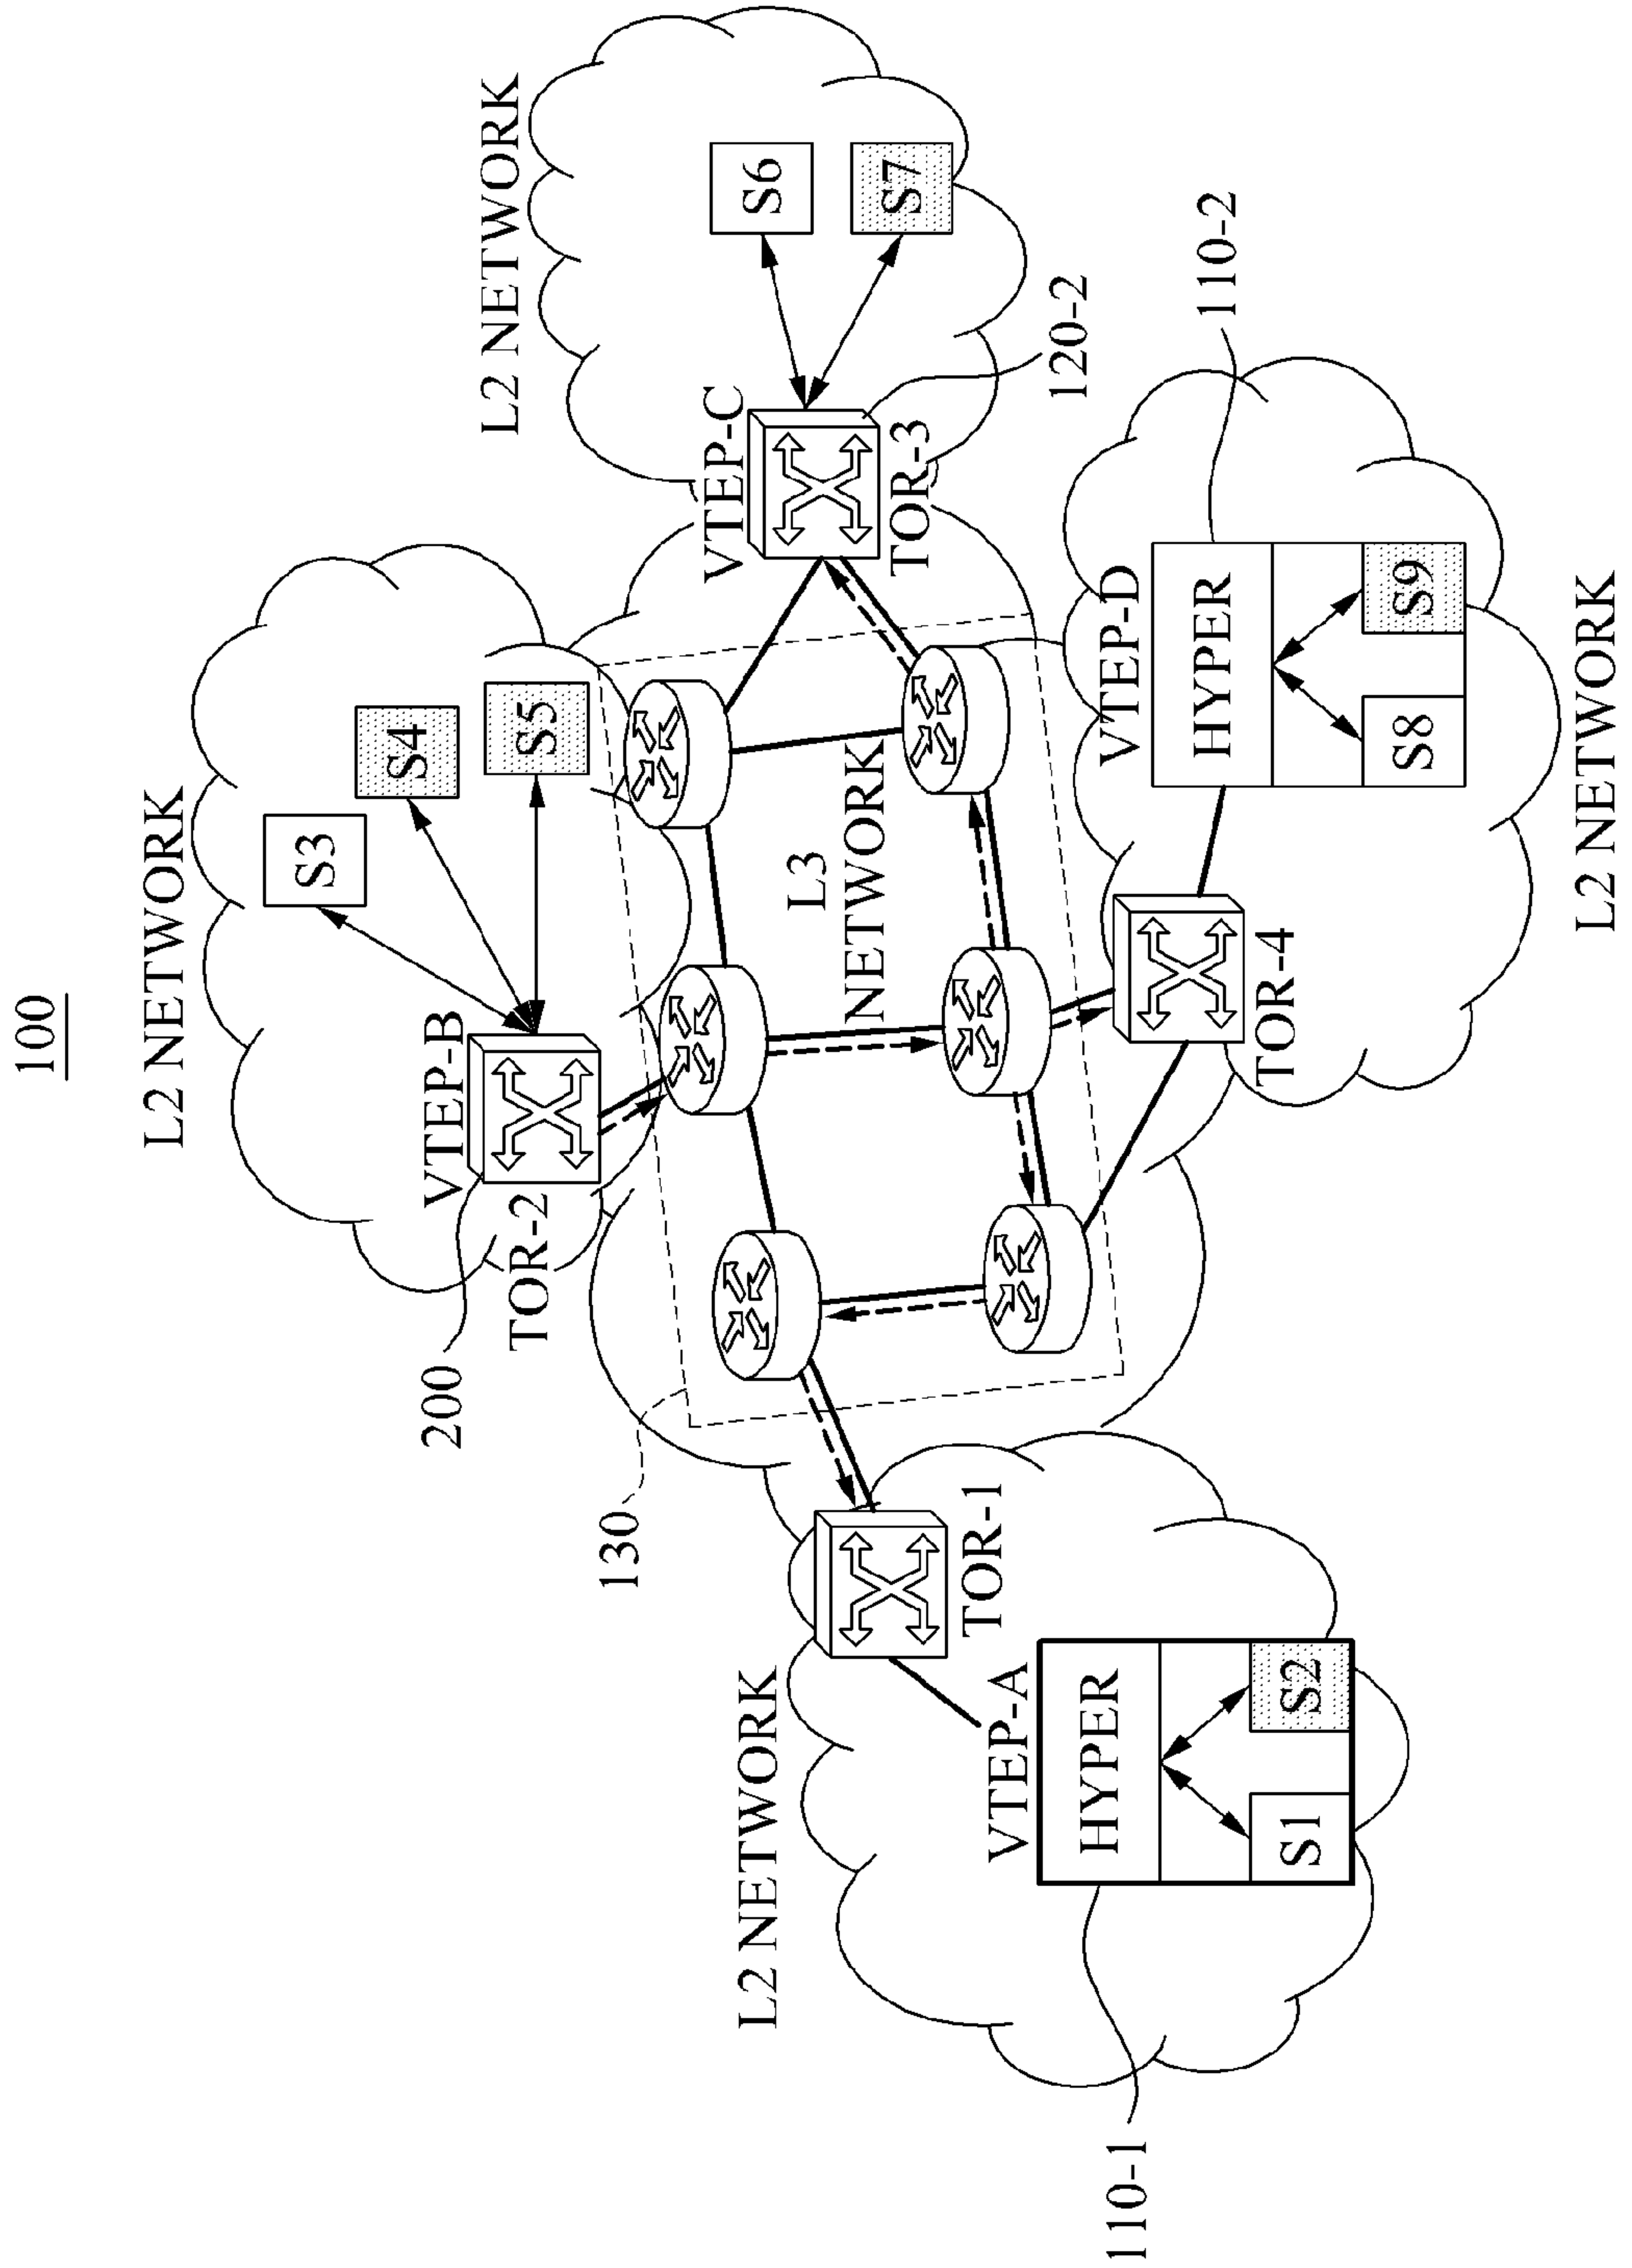 100
L2 NETWORK
L2 NETWORK
S3
S4
S5
VTEP-B
TOR-2
200
S6
S7
VTEP-C
TOR-3
120-2
130
L3
NETWORK
L2 NETWORK
TOR-1
VTEP-A
HYPER
S1
S2
110-1
TOR-4
VTEP-D
HYPER
S8
S9
110-2
L2 NETWORK